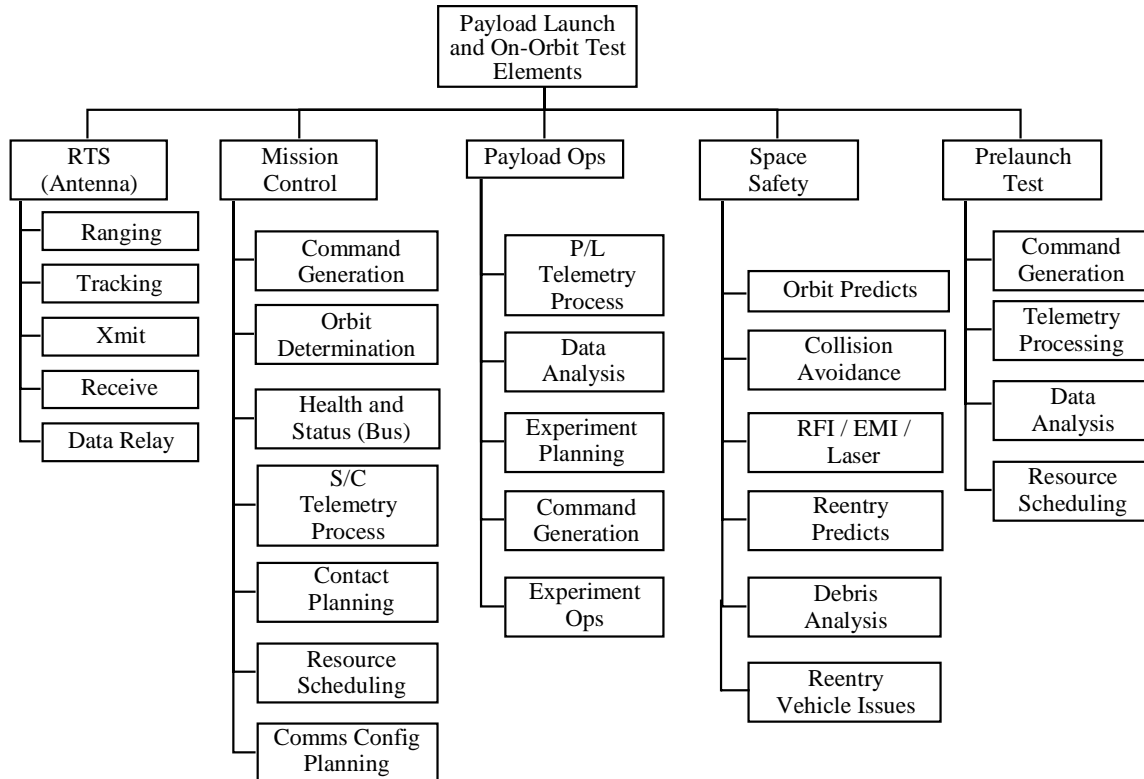 Payload Launch
and On-Orbit Test
Elements
RTS
(Antenna)
Ranging
Tracking
Xmit
Receive
Data Relay
Mission
Control
Command
Generation
Orbit
Determination
Health and
Status (Bus)
S/C
Telemetry
Process
Contact
Planning
Resource
Scheduling
Comms Config
Planning
Payload Ops
P/L
Telemetry
Process
Data
Analysis
Experiment
Planning
Command
Generation
Experiment
Ops
Space
Safety
Orbit Predicts
Collision
Avoidance
RFI / EMI /
Laser
Reentry
Predicts
Debris
Analysis
Reentry
Vehicle Issues
Prelaunch
Test
Command
Generation
Telemetry
Processing
Data
Analysis
Resource
Scheduling